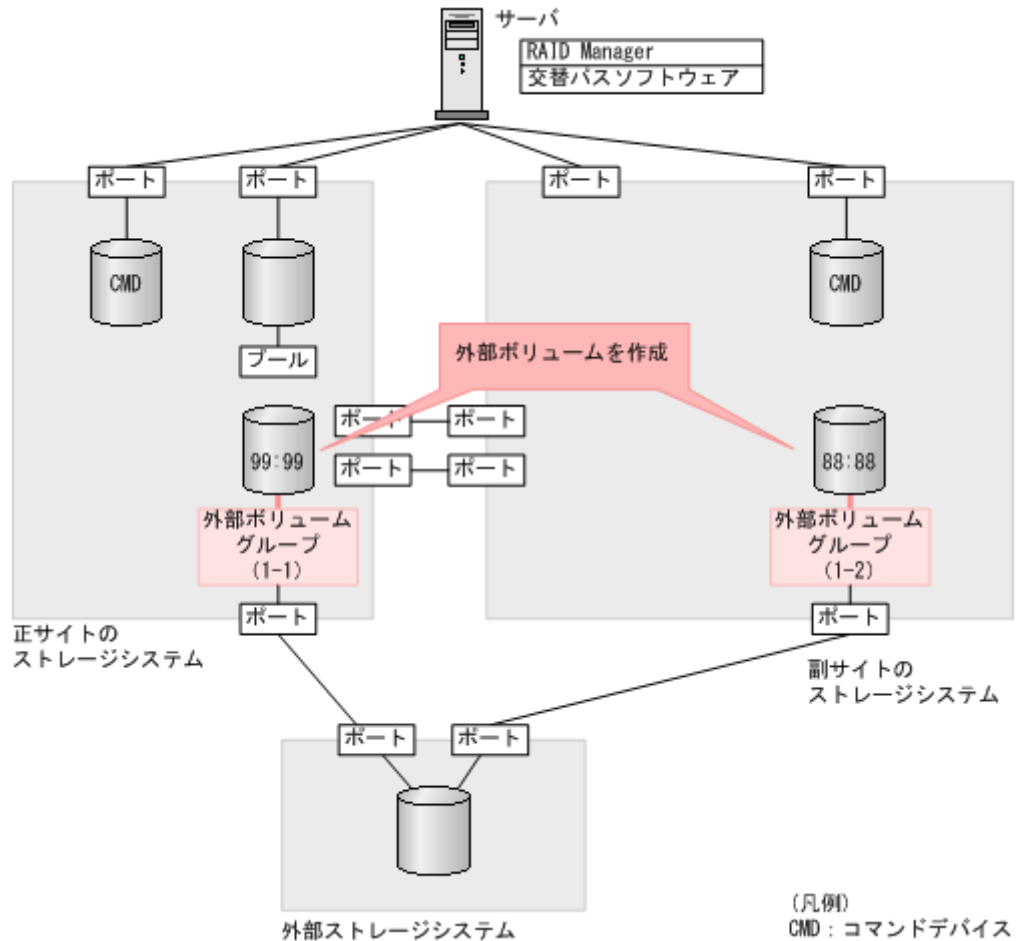 サーバ
RAID Manager
交替パスソフトウェア
ポート
ポート
ポート
ポート
CMD
CMD
プール
外部ボリュームを作成
ポート
ポート
99:99
88:88
ポート
ポート
外部ボリューム
グループ
(1-1)
外部ボリューム
グループ
(1-2)
ポート
ポート
正サイトの
ストレージシステム
副サイトの
ストレージシステム
ポート
ポート
外部ストレージシステム
(凡例)
CMD：コマンドデバイス